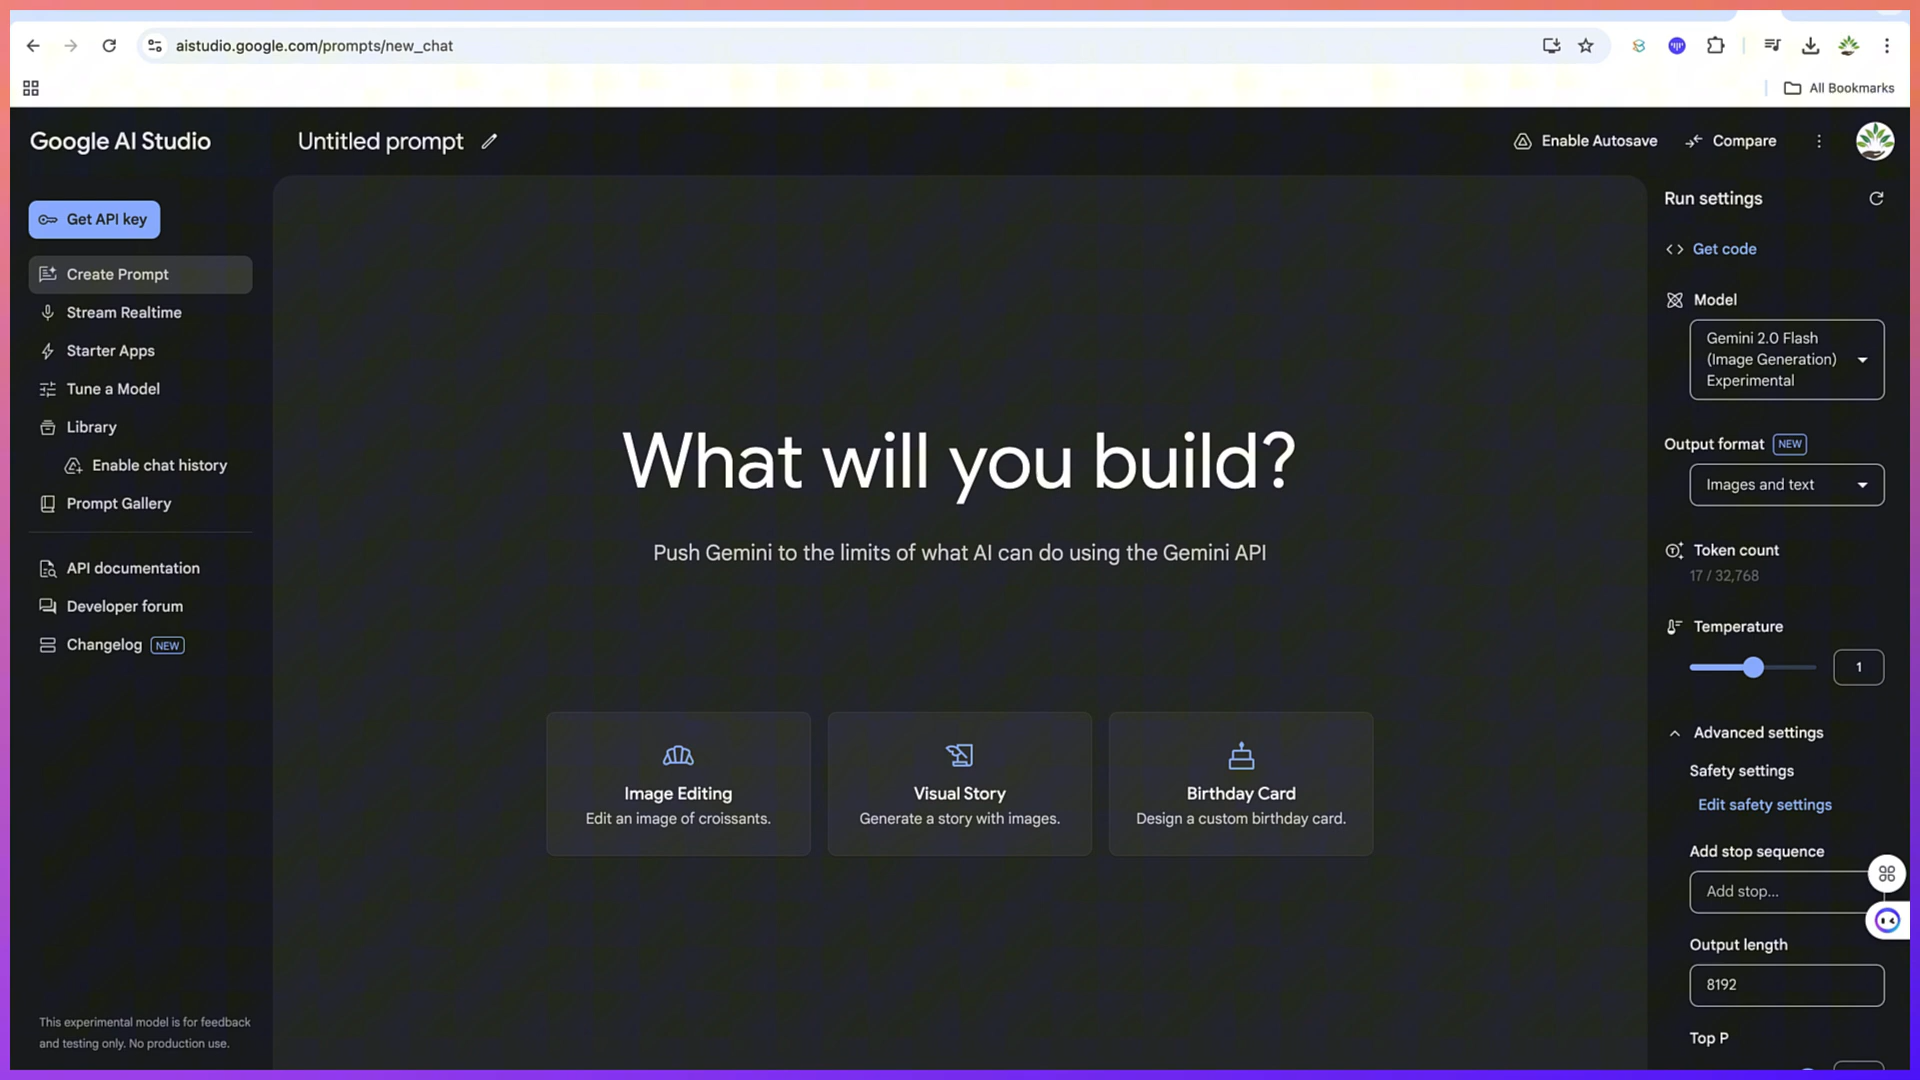 aistudio.google.com/prompts/new_chat
All Bookmarks
Google AI Studio
Untitled prompt
Enable Autosave
Compare
Get API key
Create Prompt
Stream Realtime
Starter Apps
Tune a Model
Library
Enable chat history
Prompt Gallery
API documentation
Developer forum
Changelog NEW
This experimental model is for feedback
and testing only. No production use.
What will you build?
Push Gemini to the limits of what AI can do using the Gemini API
Image Editing
Edit an image of croissants.
Visual Story
Generate a story with images.
Birthday Card
Design a custom birthday card.
Run settings
Get code
Model
Gemini 2.0 Flash
(Image Generation)
Experimental
Output format NEW
Images and text
Token count
17 / 32,768
Temperature
1
Advanced settings
Safety settings
Edit safety settings
Add stop sequence
Add stop...
Output length
8192
Top P